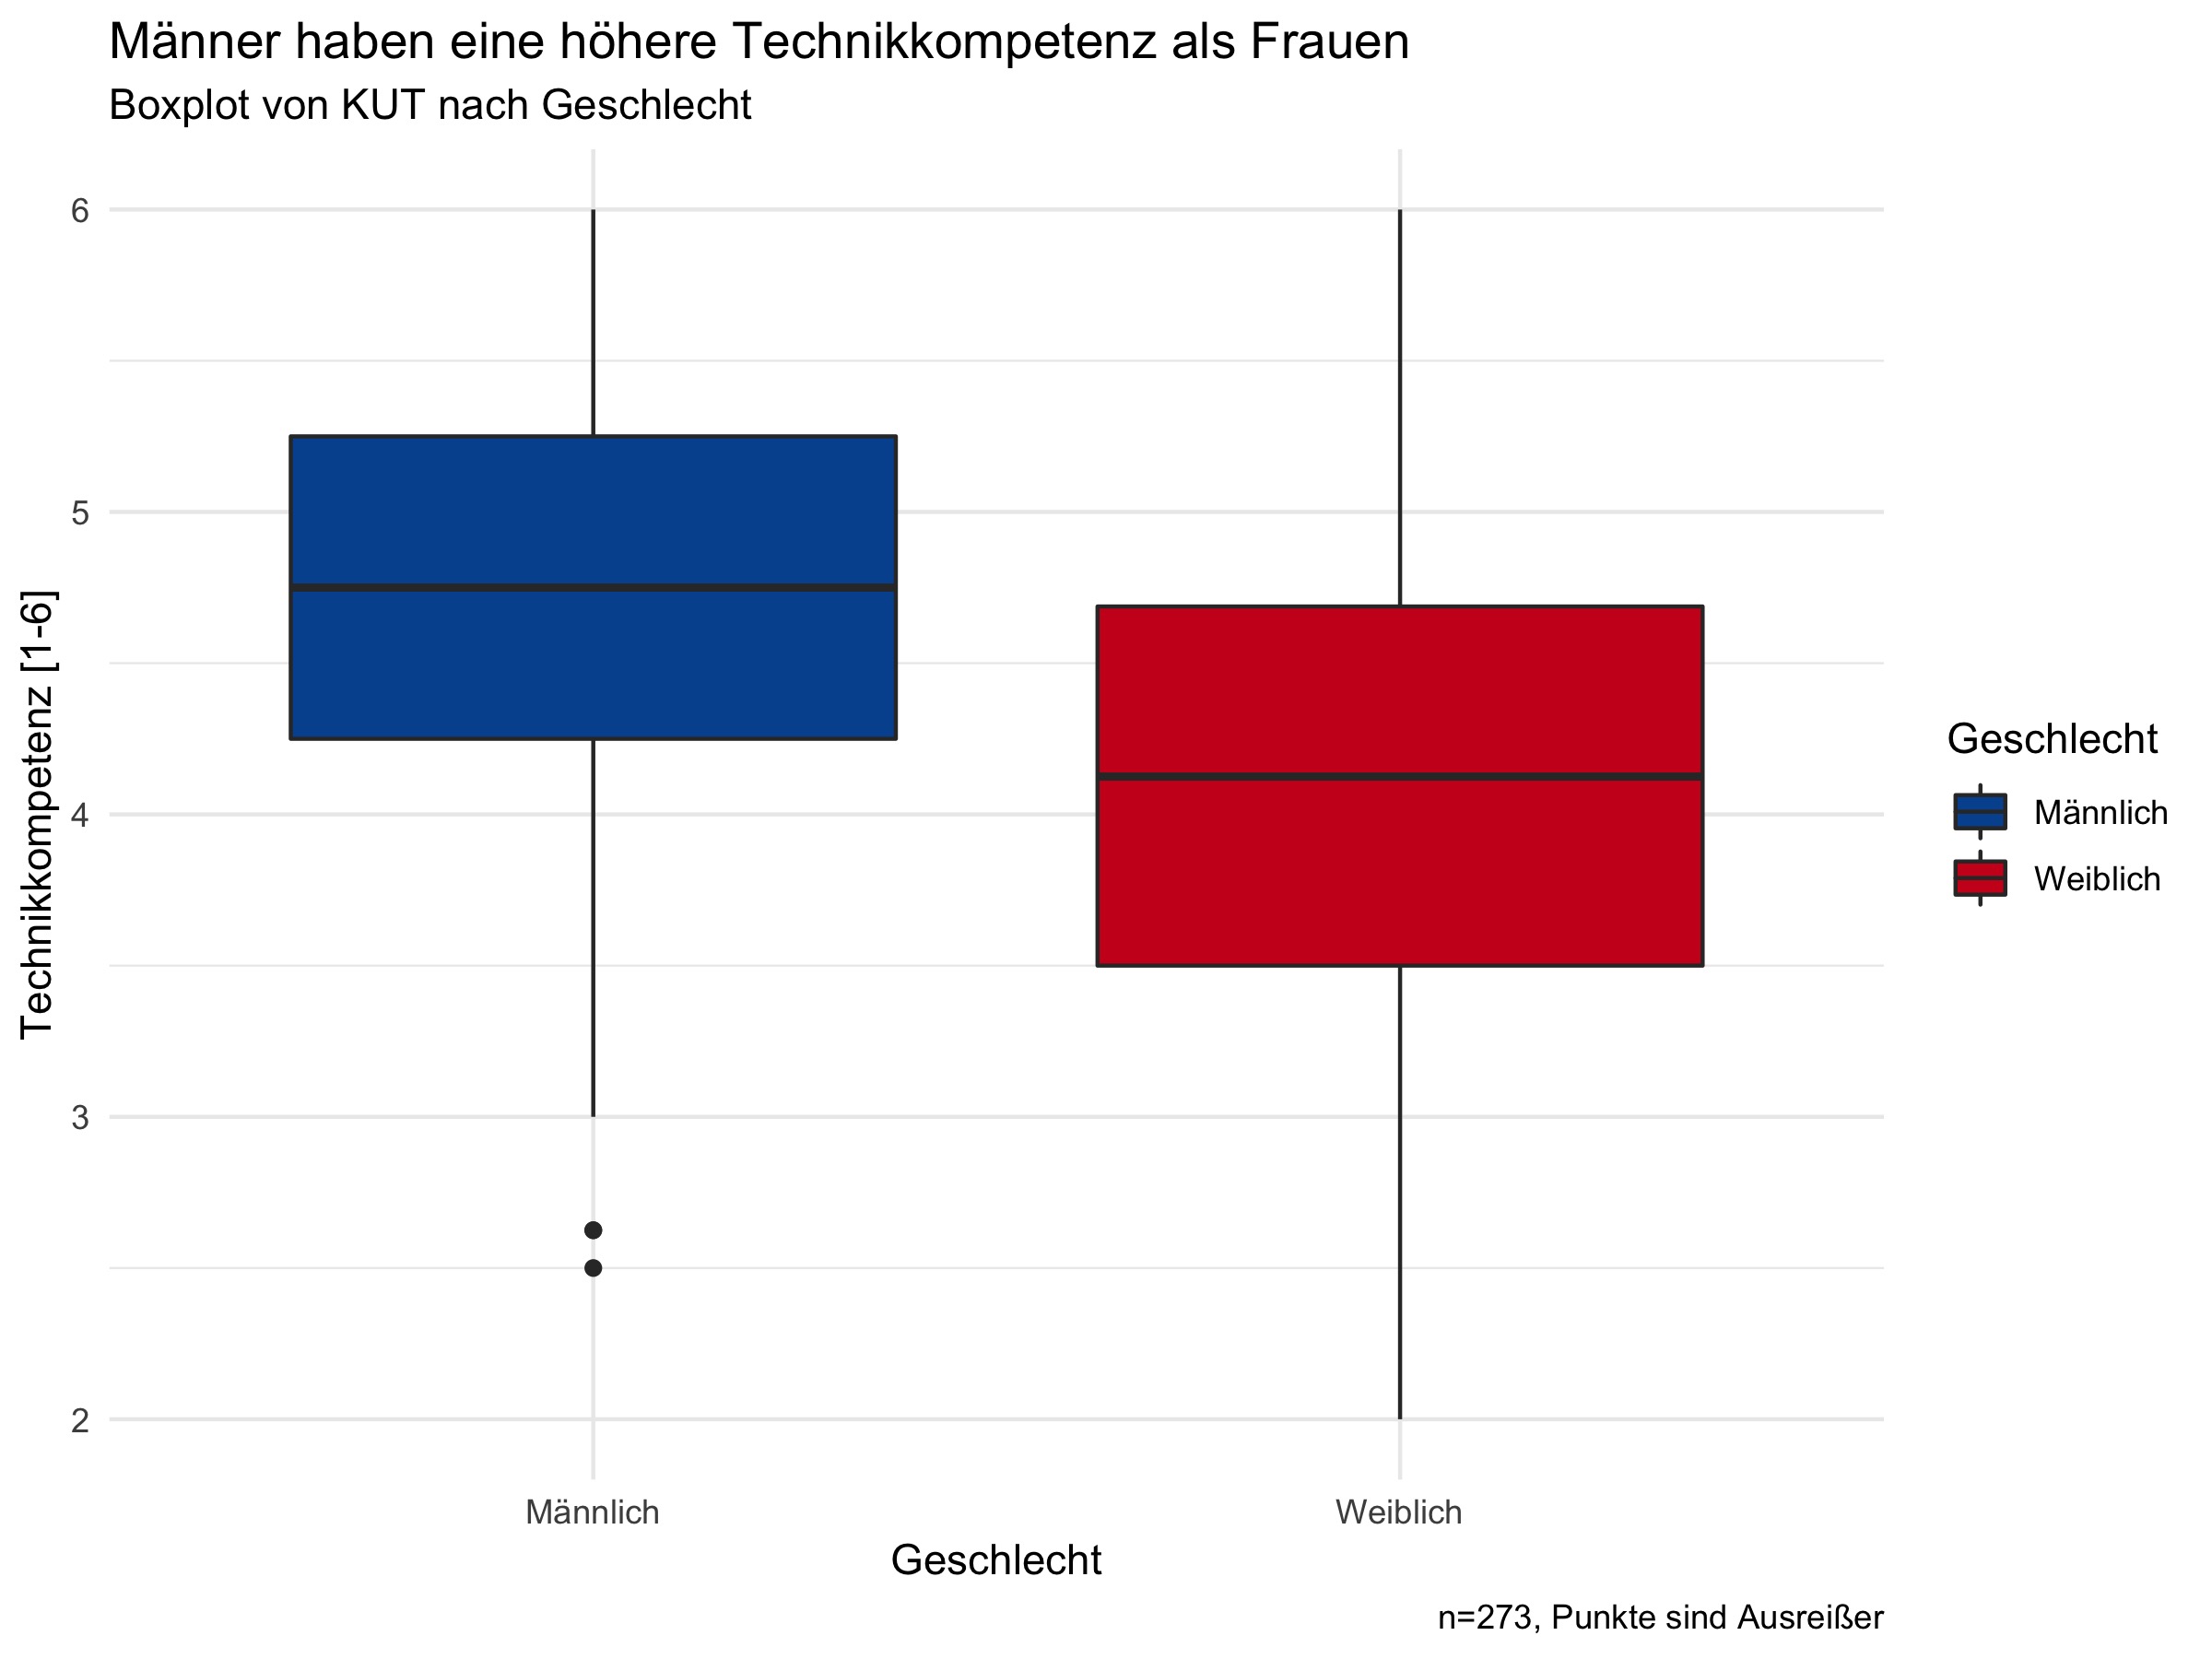 Männer haben eine höhere Technikkompetenz als Frauen
Boxplot von KUT nach Geschlecht
Technikkompetenz [1-6]
6
5
4
3
2
Männlich
Weiblich
Geschlecht
Geschlecht
Männlich
Weiblich
n=273, Punkte sind Ausreißer